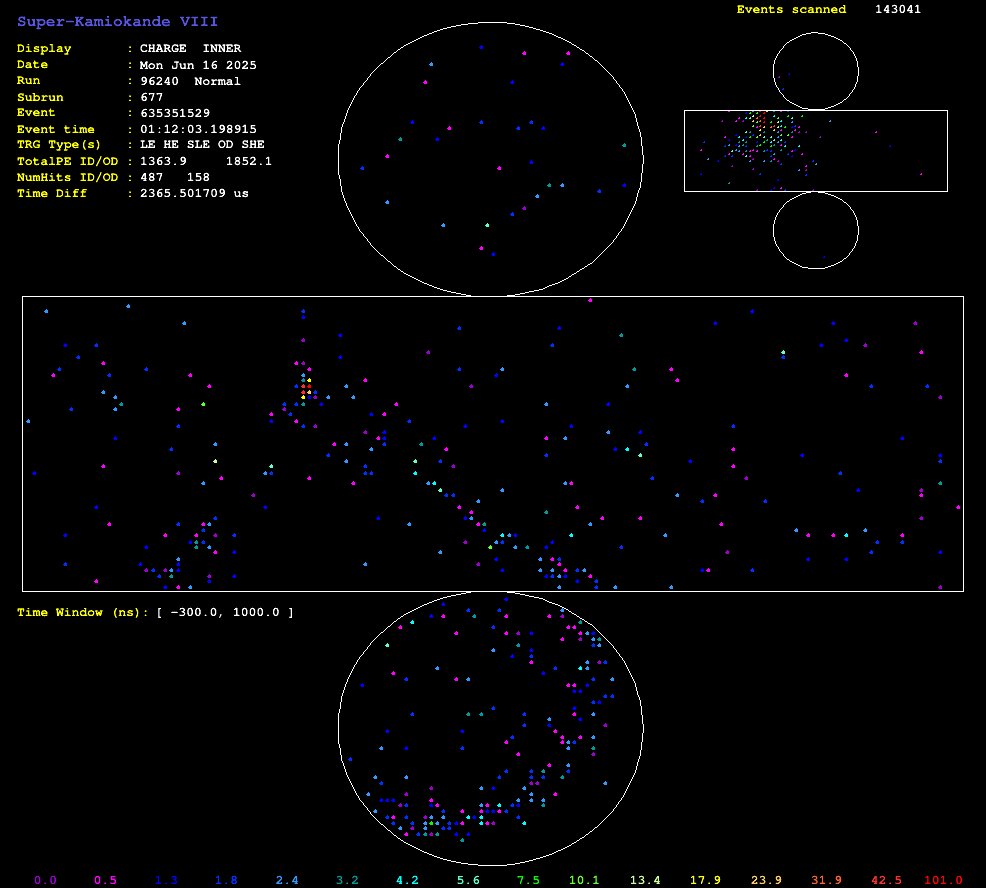 Super-Kamiokande VIII
Events scanned 143041
Display : CHARGE INNER
Date : Mon Jun 16 2025
Run : 96240 Normal
Subrun : 677
Event : 635351529
Event time : 01:12:03.198915
TRG Type(s) : LE HE SLE OD SHE
TotalPE ID/OD : 1363.9 1852.1
NumHits ID/OD : 487 158
Time Diff : 2365.501709 us
Time Window (ns): [ -300.0, 1000.0 ]
0.0 0.5 1.3 1.8 2.4 3.2 4.2 5.6 7.5 10.1 13.4 17.9 23.9 31.9 42.5 101.0